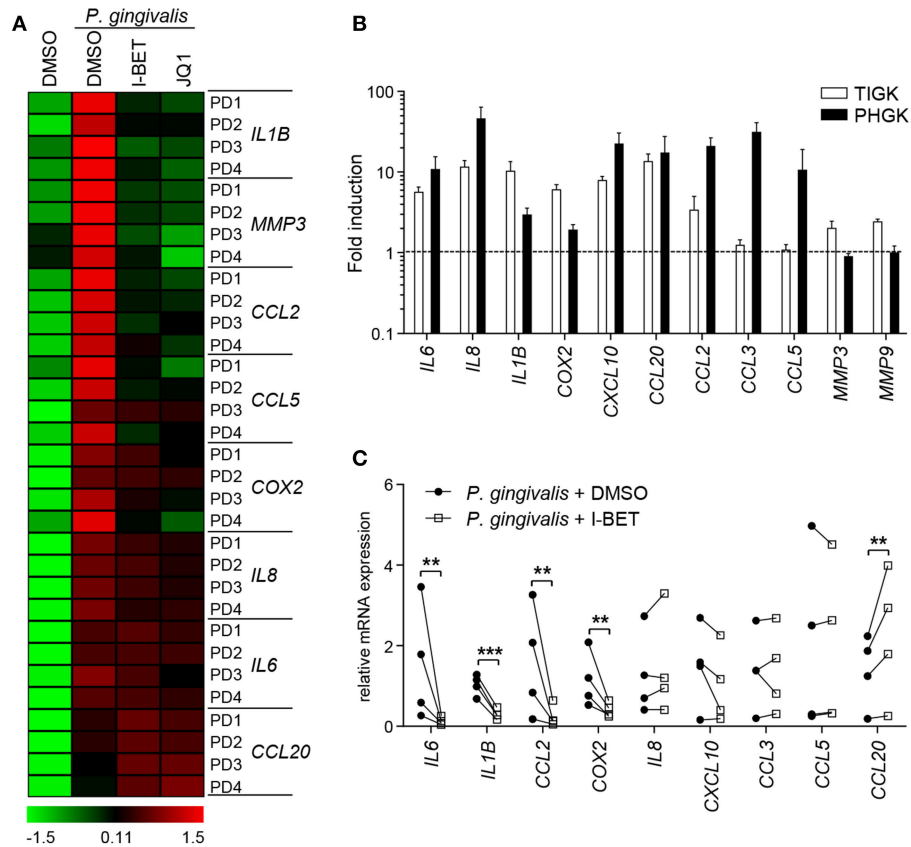 A
P. gingivalis
DMSO
DMSO
I-BET
JQ1
PD1
PD2
PD3
PD4
IL1B
PD1
PD2
PD3
PD4
MMP3
PD1
PD2
PD3
PD4
CCL2
PD1
PD2
PD3
PD4
CCL5
PD1
PD2
PD3
PD4
COX2
PD1
PD2
PD3
PD4
IL8
PD1
PD2
PD3
PD4
IL6
PD1
PD2
PD3
PD4
CCL20
-1.5 0.11 1.5
B
Fold induction
100
10
1
0.1
TIGK
PHGK
IL6 IL8 IL1B COX2 CXCL10 CCL20 CCL2 CCL3 CCL5 MMP3 MMP9
C
relative mRNA expression
6
4
2
0
P. gingivalis + DMSO
P. gingivalis + I-BET
** *** ** ** **
IL6 IL1B CCL2 COX2 IL8 CXCL10 CCL3 CCL5 CCL20